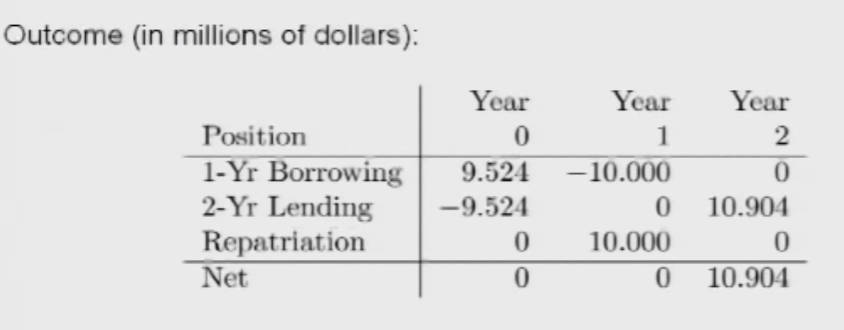 Outcome (in millions of dollars):
Year Year Year
Position 0 1 2
1-Yr Borrowing 9.524 −10.000 0
2-Yr Lending −9.524 0 10.904
Repatriation 0 10.000 0
Net 0 0 10.904